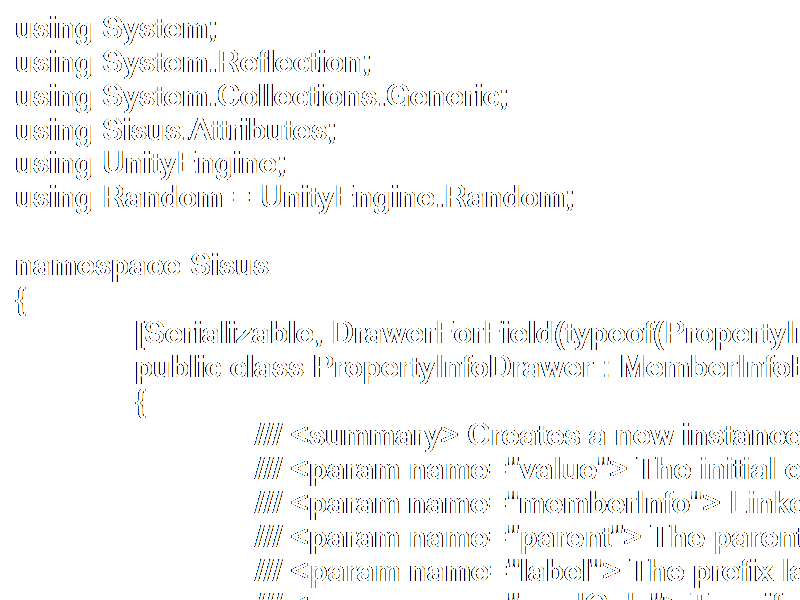 using System;
using System.Reflection;
using System.Collections.Generic;
using Sisus.Attributes;
using UnityEngine;
using Random = UnityEngine.Random;

namespace Sisus
{
[Serializable, DrawerForField(typeof(PropertyI
public class PropertyInfoDrawer : MemberInfo
{
/// <summary> Creates a new instance
/// <param name="value"> The initial
/// <param name="memberInfo"> Linke
/// <param name="parent"> The parent
/// <param name="label"> The prefix la